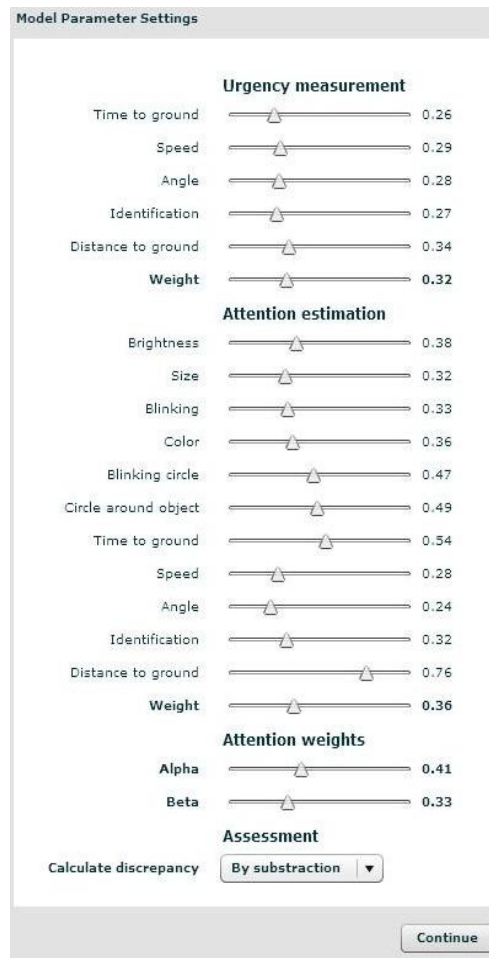 Model Parameter Settings
Urgency measurement
Time to ground 0.26
Speed 0.29
Angle 0.28
Identification 0.27
Distance to ground 0.34
Weight 0.32
Attention estimation
Brightness 0.38
Size 0.32
Blinking 0.33
Color 0.36
Blinking circle 0.47
Circle around object 0.49
Time to ground 0.54
Speed 0.28
Angle 0.24
Identification 0.32
Distance to ground 0.76
Weight 0.36
Attention weights
Alpha 0.41
Beta 0.33
Assessment
Calculate discrepancy By substraction
Continue